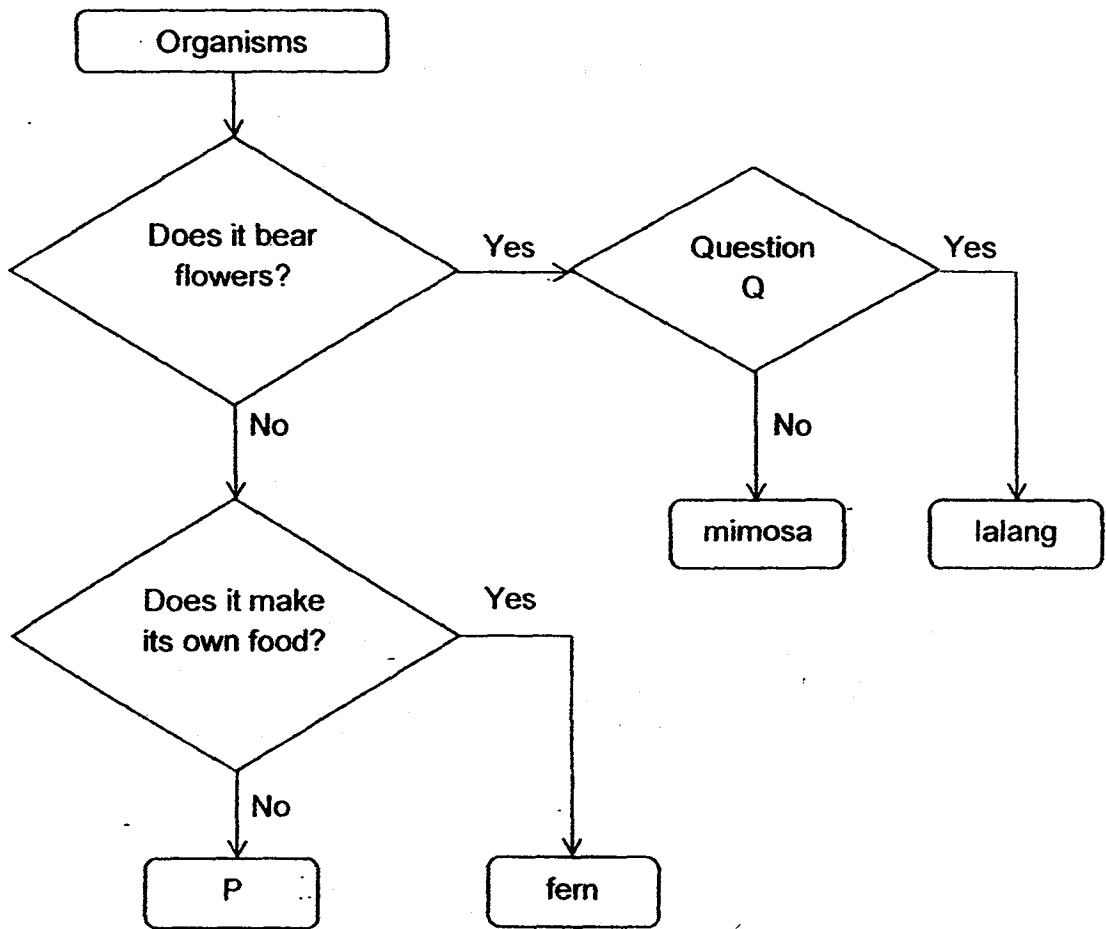 Organisms
Does it bear
flowers?
Yes
Question
Q
Yes
No
No
mimosa
lalang
Does it make
its own food?
Yes
No
P
fern